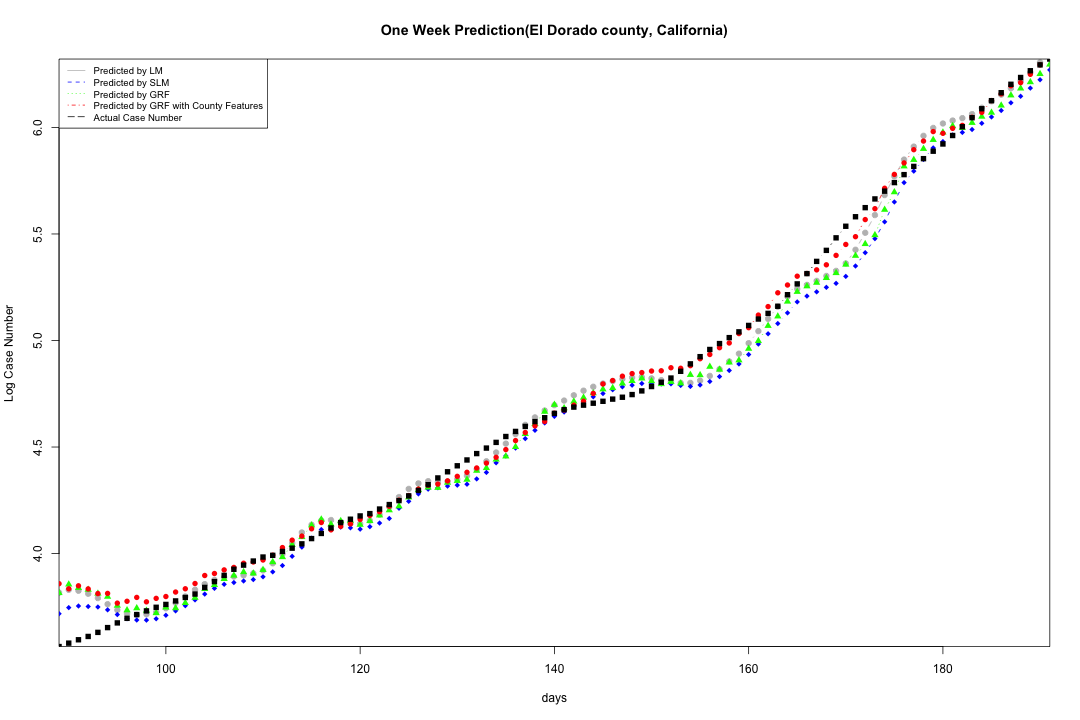 One Week Prediction(El Dorado county, California)
Predicted by LM
Predicted by SLM
Predicted by GRF
Predicted by GRF with County Features
Actual Case Number
6.0
5.5
5.0
4.5
4.0
Log Case Number
100 120 140 160 180
days